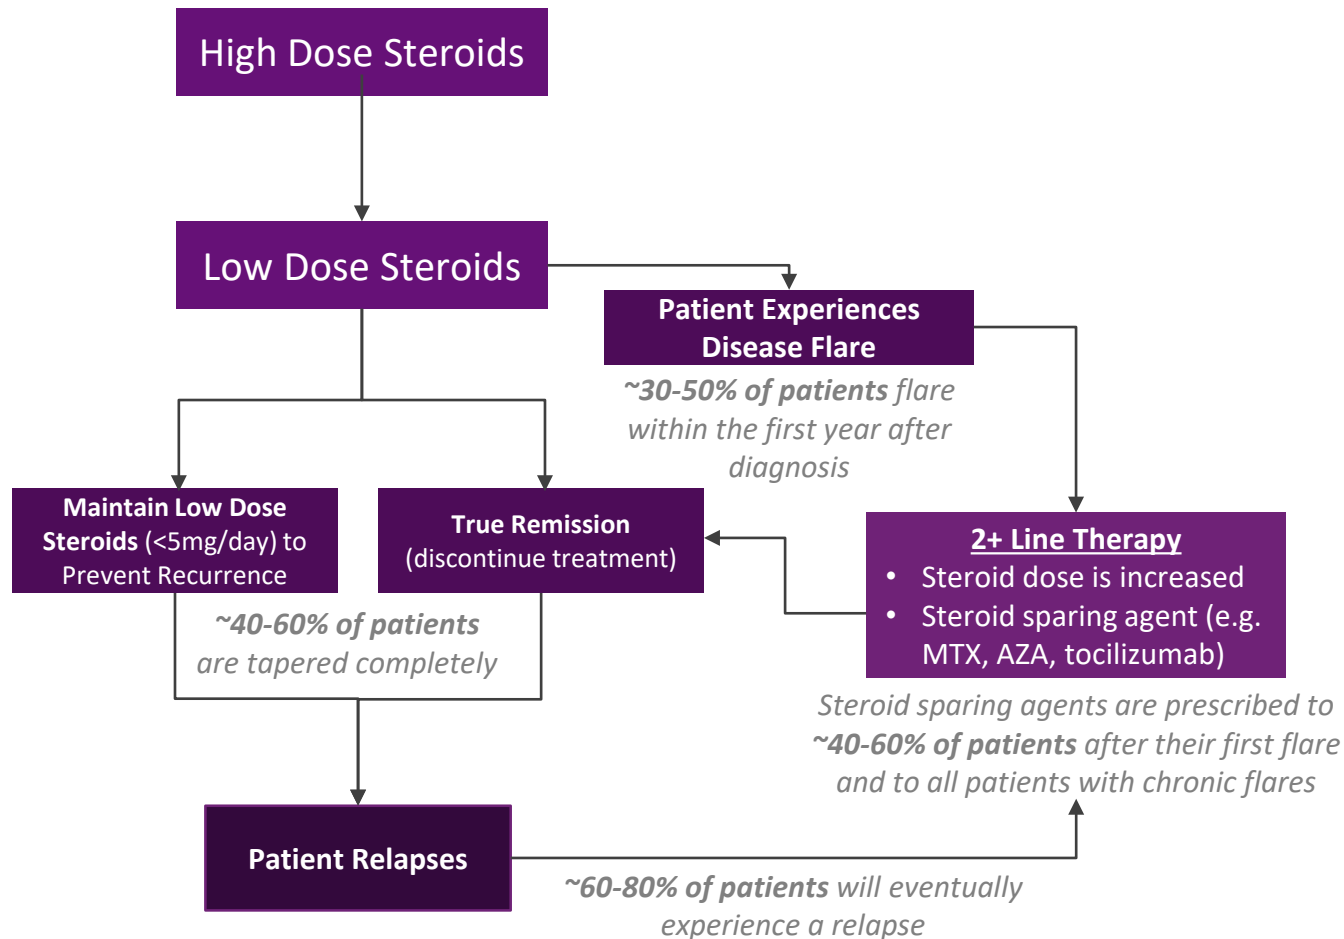 High Dose Steroids
Low Dose Steroids
Patient Experiences
Disease Flare
~30-50% of patients flare
within the first year after
diagnosis
Maintain Low Dose
Steroids (<5mg/day) to
Prevent Recurrence
True Remission
(discontinue treatment)
2+ Line Therapy
• Steroid dose is increased
• Steroid sparing agent (e.g.
MTX, AZA, tocilizumab)
~40-60% of patients
are tapered completely
Steroid sparing agents are prescribed to
~40-60% of patients after their first flare
and to all patients with chronic flares
Patient Relapses
~60-80% of patients will eventually
experience a relapse